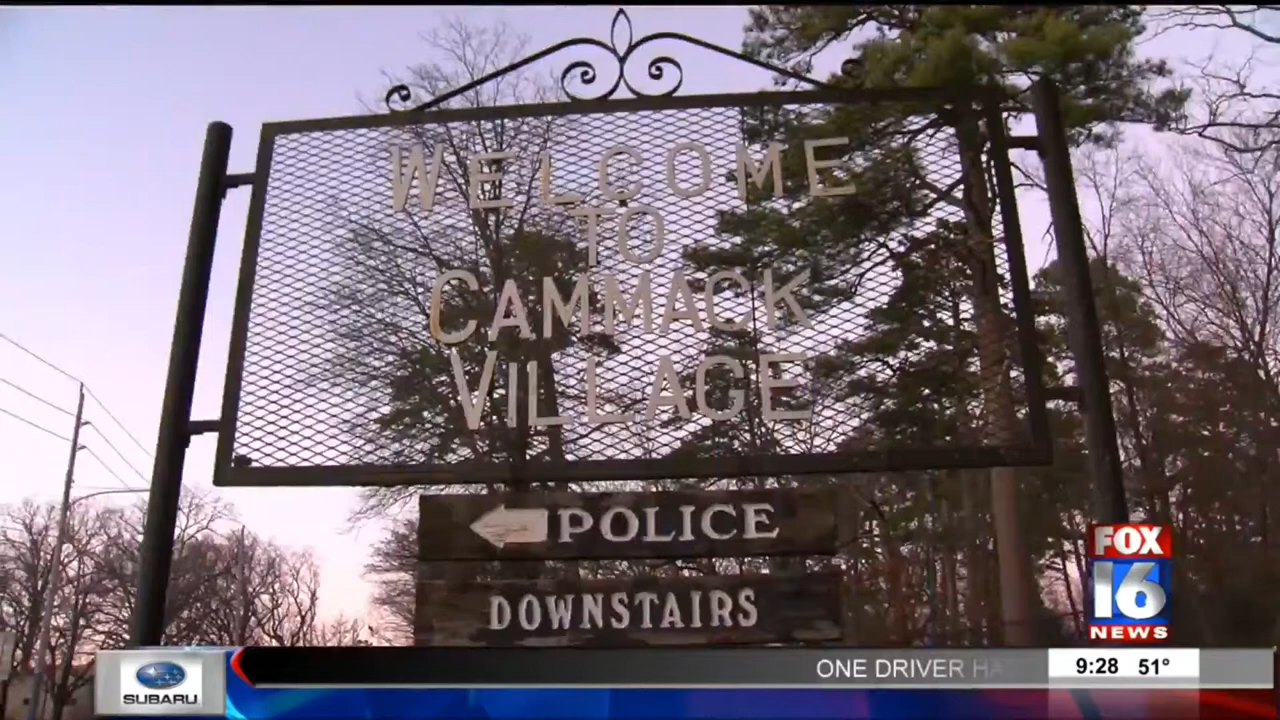 WELCOME
TO
CAMMACK
VILLAGE
POLICE
DOWNSTAIRS
FOX
16
NEWS
SUBARU
ONE DRIVER
9:28 51°